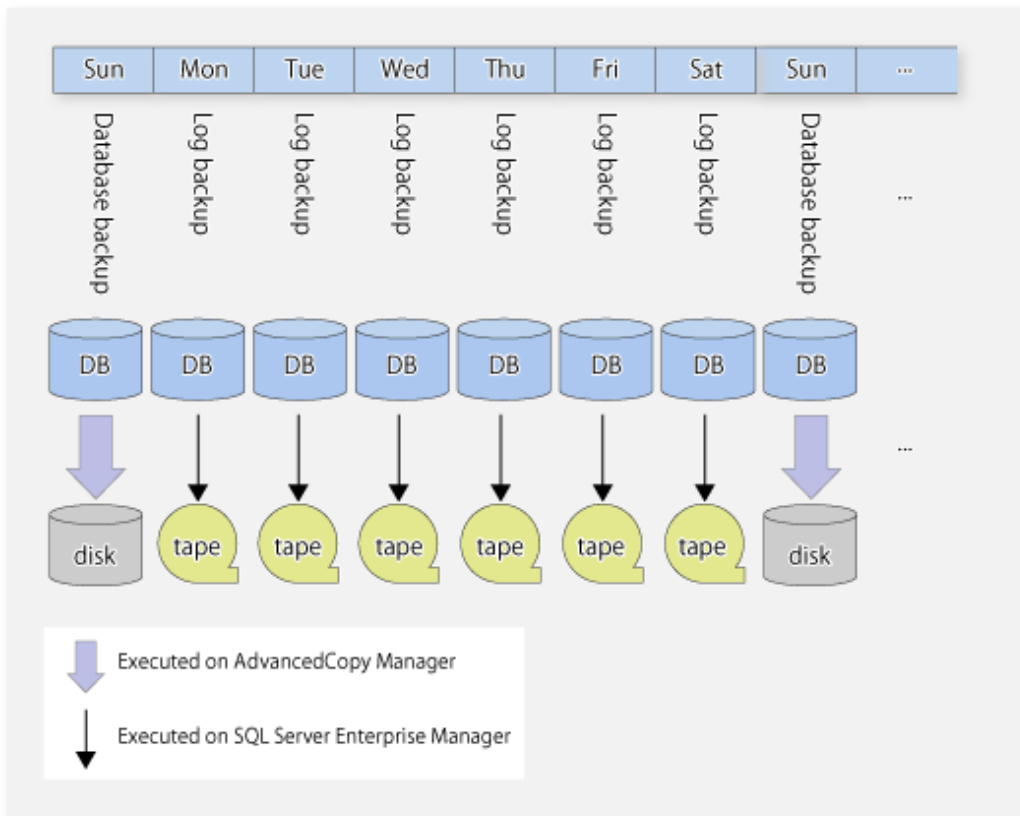 Sun Mon Tue Wed Thu Fri Sat Sun ...
Database backup
Log backup
Log backup
Log backup
Log backup
Log backup
Log backup
Database backup
...
DB DB DB DB DB DB DB DB
...
disk tape tape tape tape tape tape disk
Executed on AdvancedCopy Manager
Executed on SQL Server Enterprise Manager